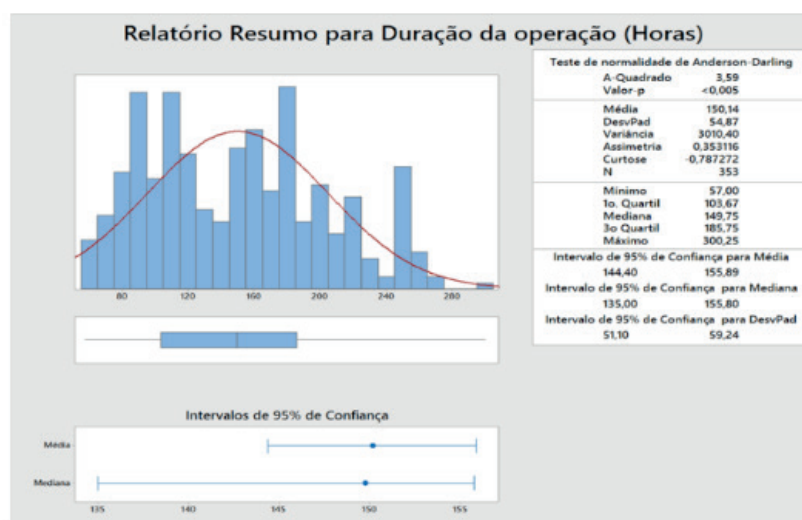 Relatório Resumo para Duração da operação (Horas)
Teste de normalidade de Anderson-Darling
A-Quadrado 3,59
Valor-p <0,005
Média 150,14
DesvPad 54,87
Variância 3010,40
Assimetria 0,353116
Curtose -0,787272
N 353
Mínimo 57,00
1o. Quartil 103,67
Mediana 149,75
3o Quartil 185,75
Máximo 300,25
Intervalo de 95% de Confiança para Média
144,40 155,89
Intervalo de 95% de Confiança para Mediana
135,00 155,80
Intervalo de 95% de Confiança para DesvPad
51,10 59,24
80 120 160 200 240 280
Intervalos de 95% de Confiança
Média
Mediana
135 140 145 150 155